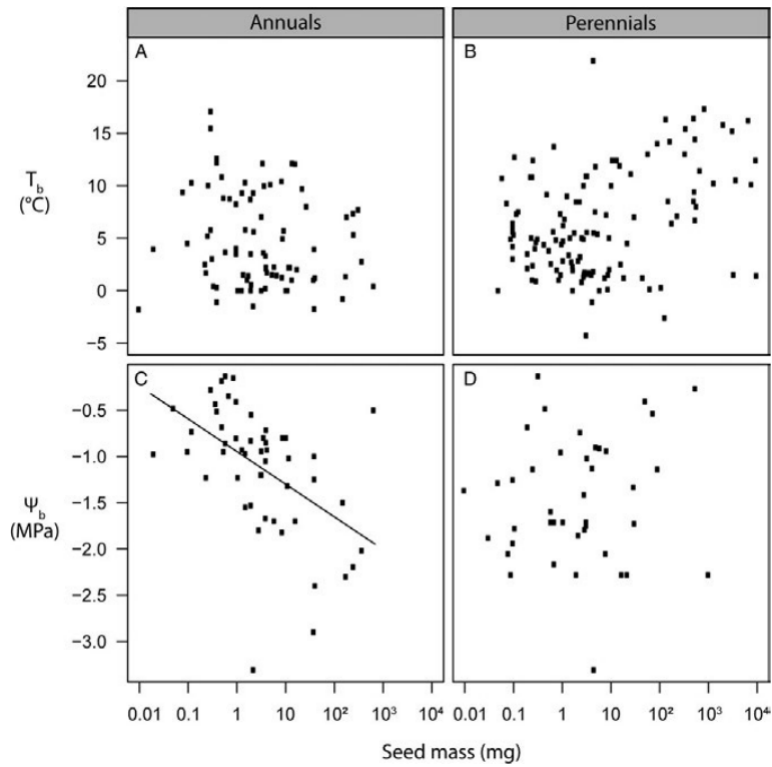 Annuals
Perennials
A
B
20
15
10
5
0
−5
T_b
(°C)
C
D
−0.5
−1.0
−1.5
−2.0
−2.5
−3.0
Ψ_b
(MPa)
0.01 0.1 1 10 10² 10³ 10⁴
0.01 0.1 1 10 10² 10³ 10⁴
Seed mass (mg)